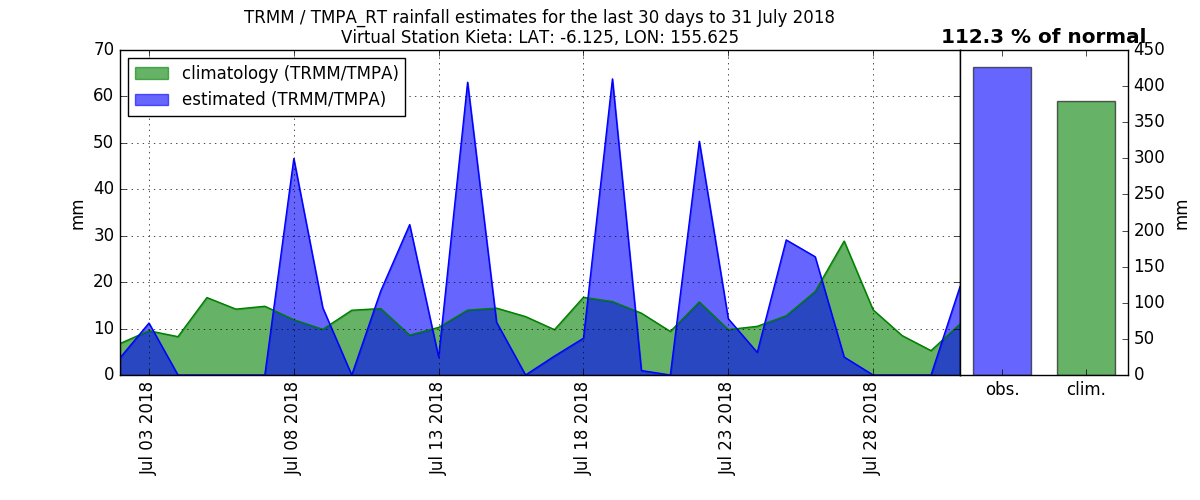 TRMM / TMPA_RT rainfall estimates for the last 30 days to 31 July 2018
Virtual Station Kieta: LAT: -6.125, LON: 155.625
112.3 % of normal
climatology (TRMM/TMPA)
estimated (TRMM/TMPA)
70
60
50
40
30
20
10
0
mm
Jul 03 2018
Jul 08 2018
Jul 13 2018
Jul 18 2018
Jul 23 2018
Jul 28 2018
450
400
350
300
250
200
150
100
50
0
mm
obs.
clim.